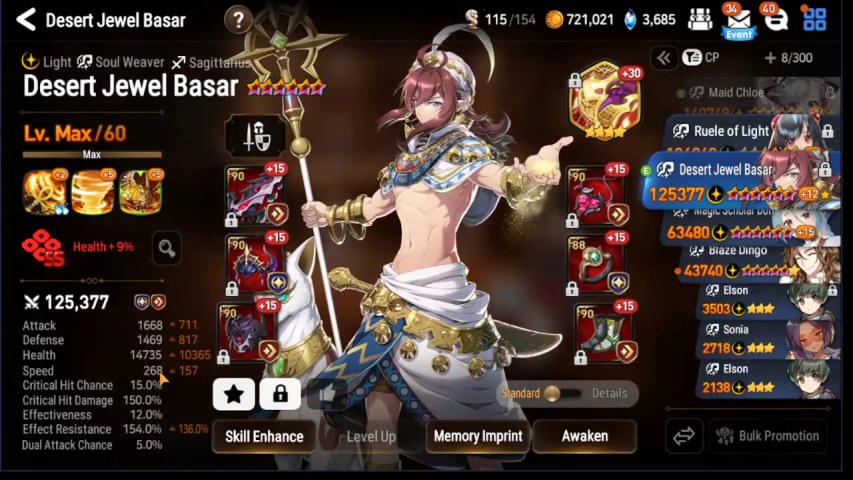 Desert Jewel Basar
?
115/154
721,021
3,685
34
Event
40
Light Soul Weaver Sagittarius
Desert Jewel Basar
Lv. Max/60
Max
+2
+5
+5
SS
Health + 9%
125,377
Attack 1668 711
Defense 1469 817
Health 14735 10365
Speed 268 157
Critical Hit Chance 15.0%
Critical Hit Damage 150.0%
Effectiveness 12.0%
Effect Resistance 154.0% 136.0%
Dual Attack Chance 5.0%
90 +15
90 +15
90 +15
+30
90 +15
88 +15
90 +15
Standard
Details
Skill Enhance
Level Up
Memory Imprint
Awaken
CP
+ 8/300
Maid Chloe
Ruele of Light
E
Desert Jewel Basar
125377
+12
63480
+15
Blaze Dingo
43740
Elson
3503
Sonia
2718
Elson
2138
Bulk Promotion